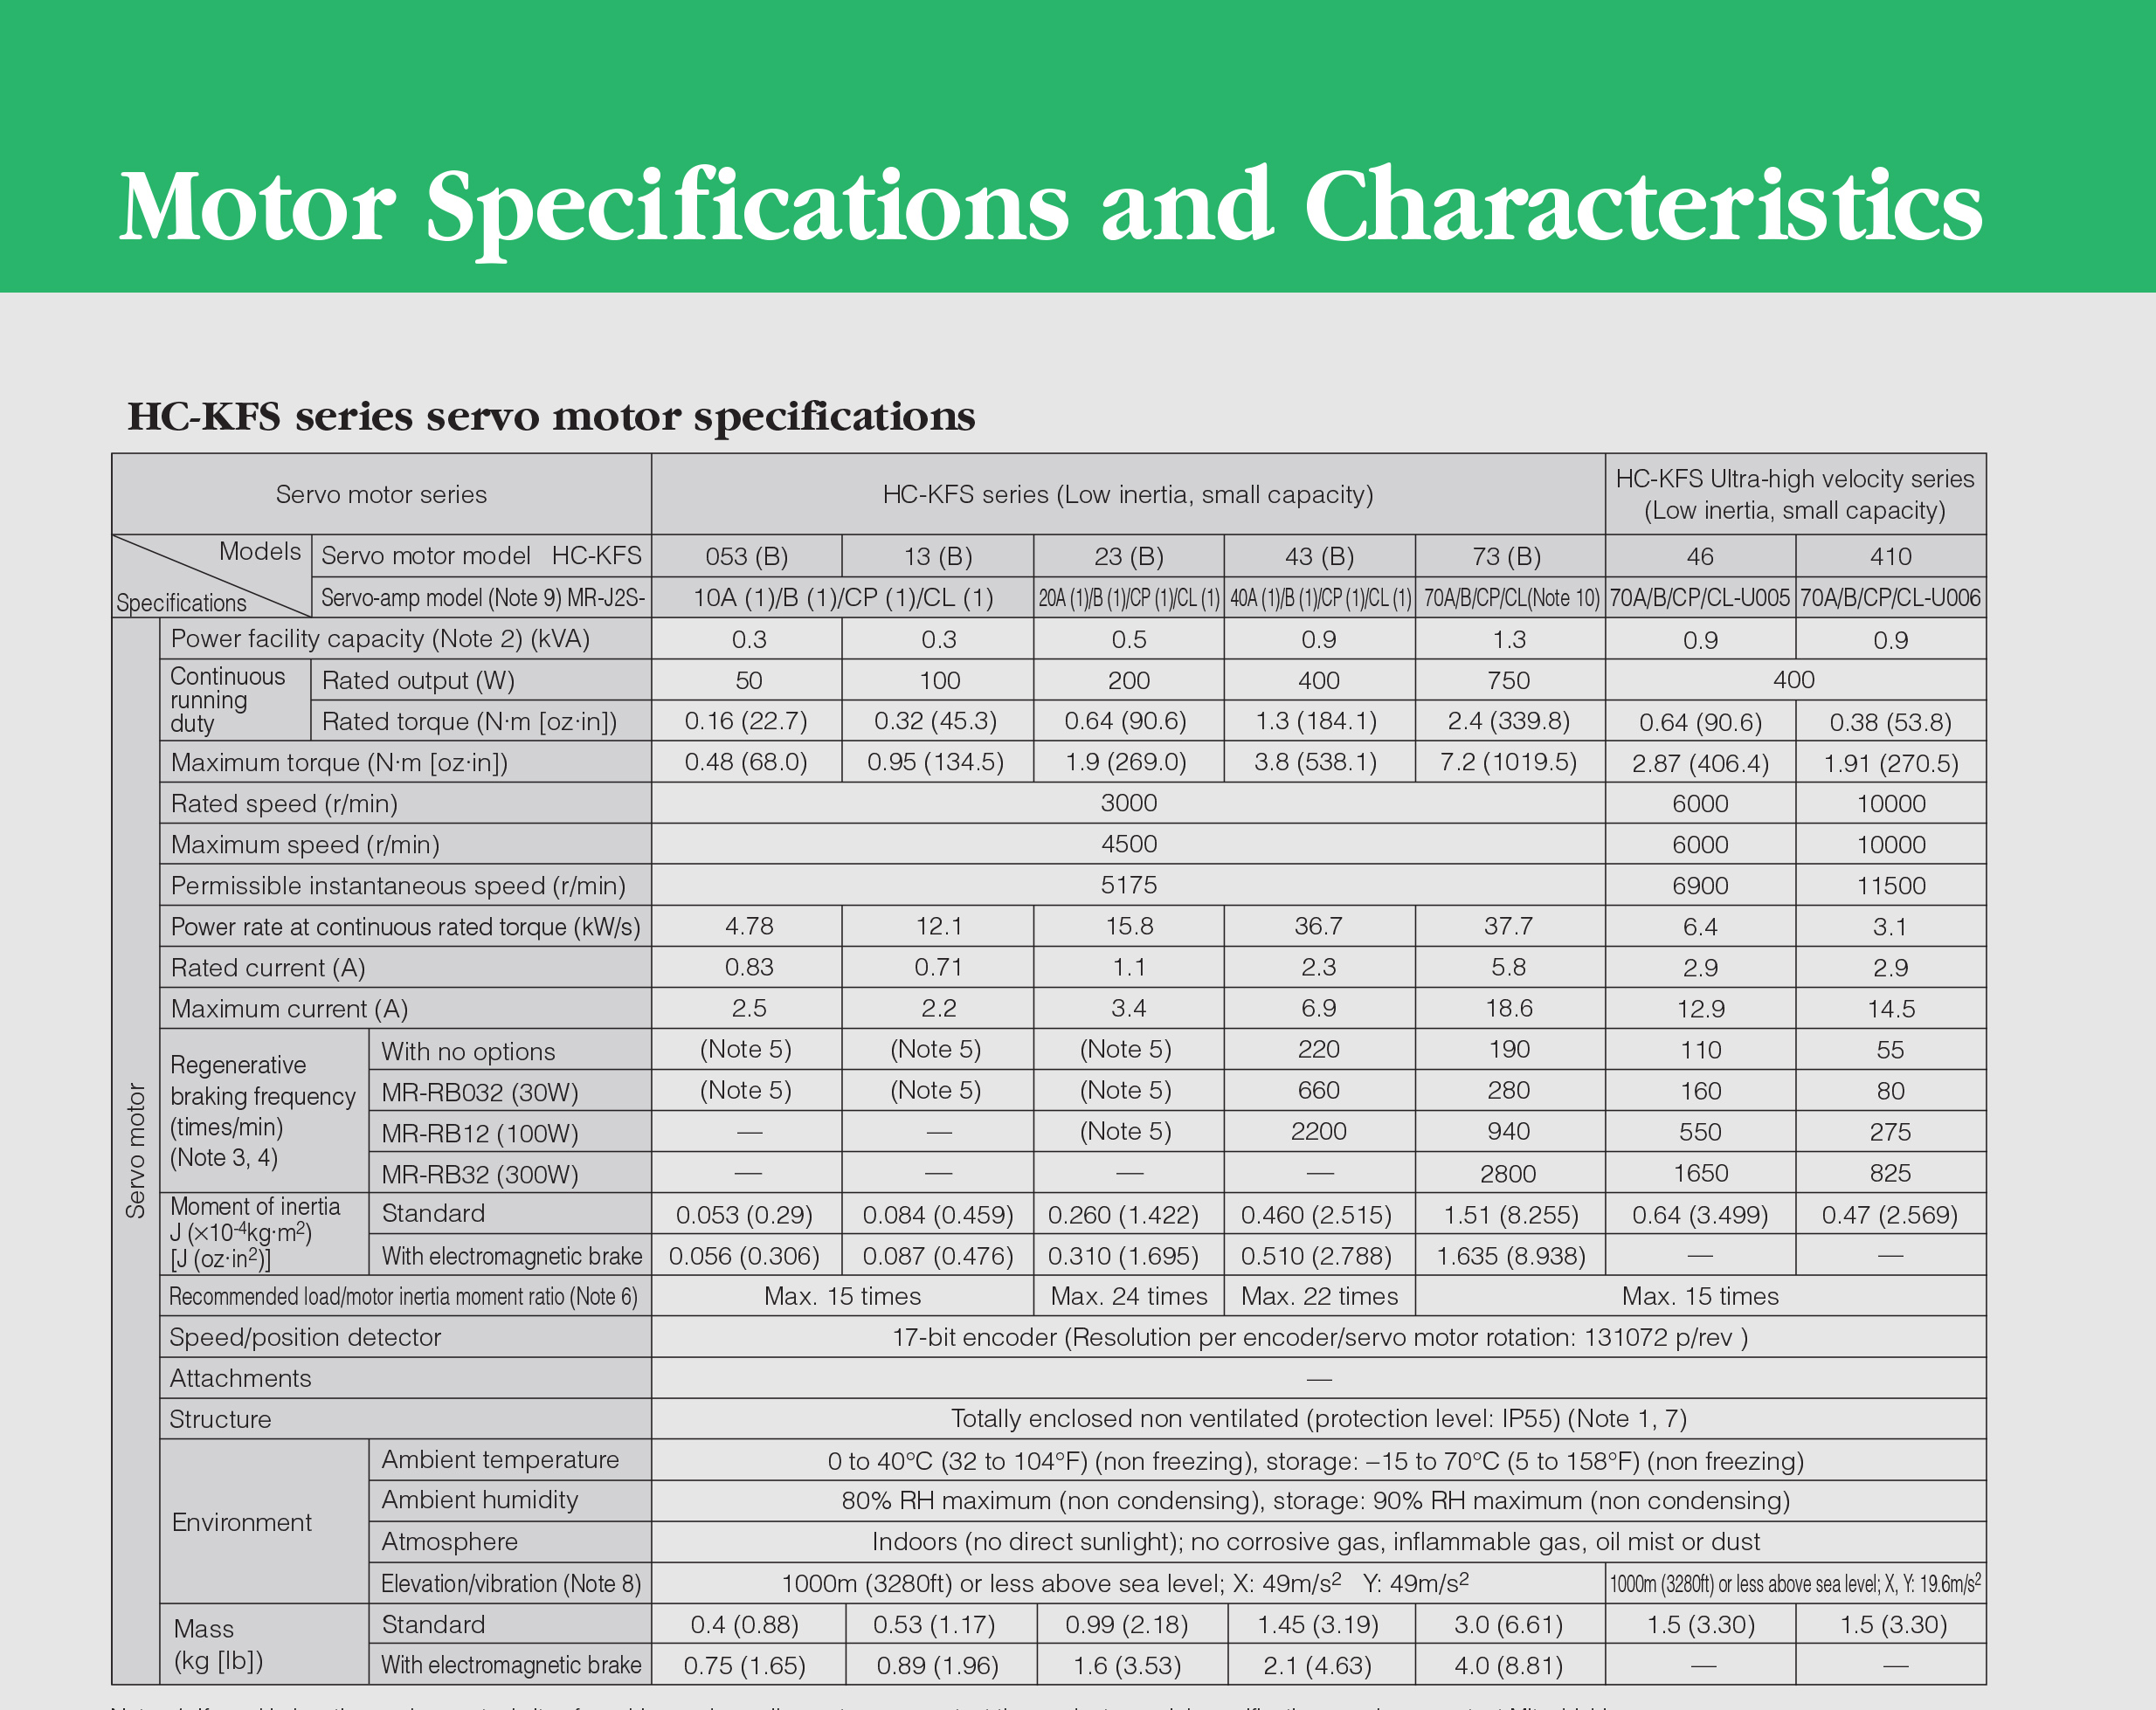 Motor Specifications and Characteristics
HC-KFS series servo motor specifications
Servo motor series HC-KFS series (Low inertia, small capacity) HC-KFS Ultra-high velocity series
(Low inertia, small capacity)
Models Servo motor model HC-KFS 053 (B) 13 (B) 23 (B) 43 (B) 73 (B) 46 410
Specifications Servo-amp model (Note 9) MR-J2S- 10A (1)/B (1)/CP (1)/CL (1) 20A (1)/B (1)/CP (1)/CL (1) 40A (1)/B (1)/CP (1)/CL (1) 70A/B/CP/CL(Note 10) 70A/B/CP/CL-U005 70A/B/CP/CL-U006
Servo motor
Power facility capacity (Note 2) (kVA) 0.3 0.3 0.5 0.9 1.3 0.9 0.9
Continuous
running
duty
Rated output (W) 50 100 200 400 750 400
Rated torque (N·m [oz·in]) 0.16 (22.7) 0.32 (45.3) 0.64 (90.6) 1.3 (184.1) 2.4 (339.8) 0.64 (90.6) 0.38 (53.8)
Maximum torque (N·m [oz·in]) 0.48 (68.0) 0.95 (134.5) 1.9 (269.0) 3.8 (538.1) 7.2 (1019.5) 2.87 (406.4) 1.91 (270.5)
Rated speed (r/min) 3000 6000 10000
Maximum speed (r/min) 4500 6000 10000
Permissible instantaneous speed (r/min) 5175 6900 11500
Power rate at continuous rated torque (kW/s) 4.78 12.1 15.8 36.7 37.7 6.4 3.1
Rated current (A) 0.83 0.71 1.1 2.3 5.8 2.9 2.9
Maximum current (A) 2.5 2.2 3.4 6.9 18.6 12.9 14.5
Regenerative
braking frequency
(times/min)
(Note 3, 4)
With no options (Note 5) (Note 5) (Note 5) 220 190 110 55
MR-RB032 (30W) (Note 5) (Note 5) (Note 5) 660 280 160 80
MR-RB12 (100W) — — (Note 5) 2200 940 550 275
MR-RB32 (300W) — — — — 2800 1650 825
Moment of inertia
J (×10⁻⁴kg·m²)
[J (oz·in²)]
Standard 0.053 (0.29) 0.084 (0.459) 0.260 (1.422) 0.460 (2.515) 1.51 (8.255) 0.64 (3.499) 0.47 (2.569)
With electromagnetic brake 0.056 (0.306) 0.087 (0.476) 0.310 (1.695) 0.510 (2.788) 1.635 (8.938) — —
Recommended load/motor inertia moment ratio (Note 6) Max. 15 times Max. 24 times Max. 22 times Max. 15 times
Speed/position detector 17-bit encoder (Resolution per encoder/servo motor rotation: 131072 p/rev )
Attachments —
Structure Totally enclosed non ventilated (protection level: IP55) (Note 1, 7)
Environment
Ambient temperature 0 to 40°C (32 to 104°F) (non freezing), storage: –15 to 70°C (5 to 158°F) (non freezing)
Ambient humidity 80% RH maximum (non condensing), storage: 90% RH maximum (non condensing)
Atmosphere Indoors (no direct sunlight); no corrosive gas, inflammable gas, oil mist or dust
Elevation/vibration (Note 8) 1000m (3280ft) or less above sea level; X: 49m/s² Y: 49m/s² 1000m (3280ft) or less above sea level; X, Y: 19.6m/s²
Mass
(kg [lb])
Standard 0.4 (0.88) 0.53 (1.17) 0.99 (2.18) 1.45 (3.19) 3.0 (6.61) 1.5 (3.30) 1.5 (3.30)
With electromagnetic brake 0.75 (1.65) 0.89 (1.96) 1.6 (3.53) 2.1 (4.63) 4.0 (8.81) — —